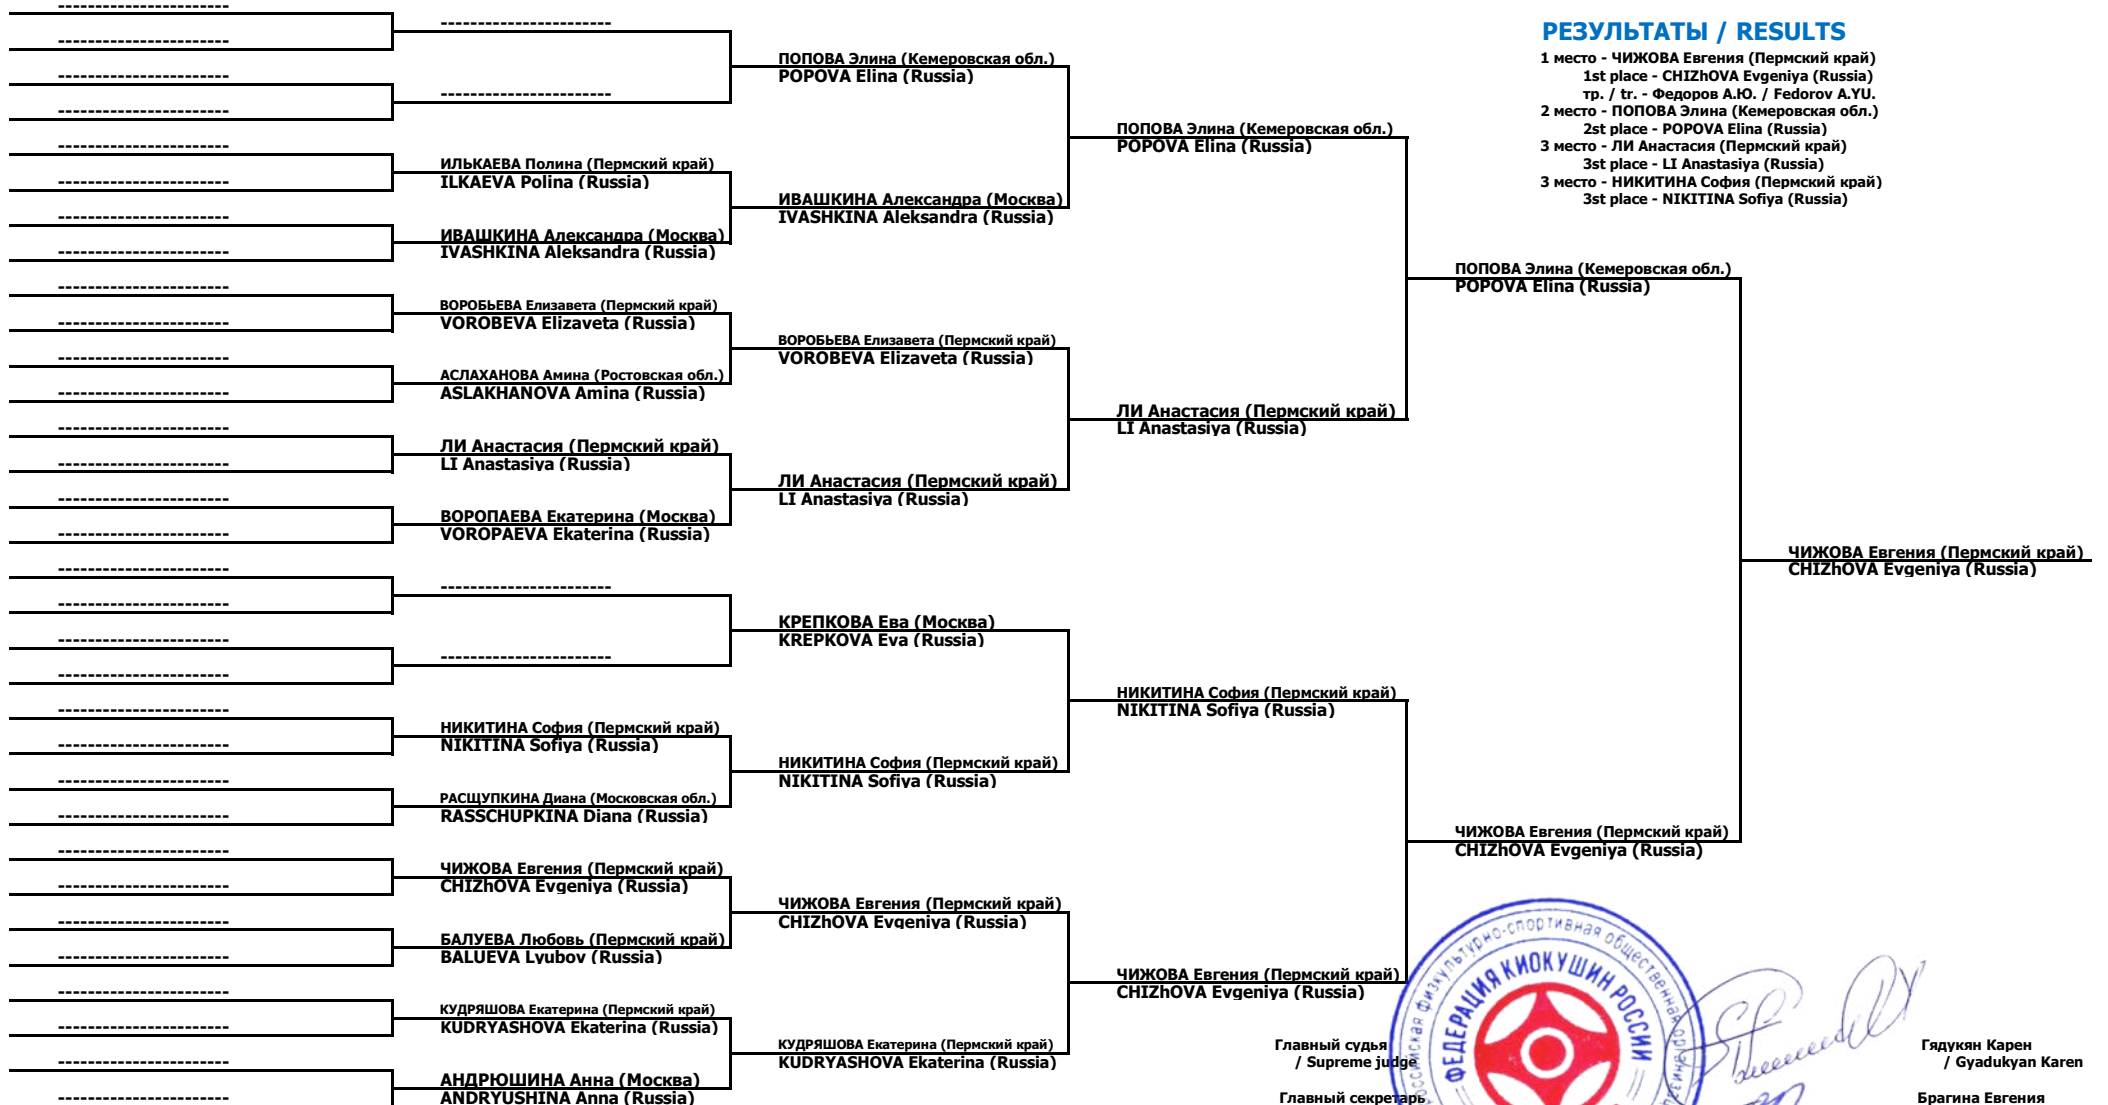 РЕЗУЛЬТАТЫ / RESULTS
1 место - ЧИЖОВА Евгения (Пермский край)
1st place - CHIZhOVA Evgeniya (Russia)
тр. / tr. - Федоров А.Ю. / Fedorov A.YU.
2 место - ПОПОВА Элина (Кемеровская обл.)
2st place - POPOVA Elina (Russia)
3 место - ЛИ Анастасия (Пермский край)
3st place - LI Anastasiya (Russia)
3 место - НИКИТИНА София (Пермский край)
3st place - NIKITINA Sofiya (Russia)
ИЛЬКАЕВА Полина (Пермский край)
ILKAEVA Polina (Russia)
ИВАШКИНА Александра (Москва)
IVASHKINA Aleksandra (Russia)
ВОРОБЬЕВА Елизавета (Пермский край)
VOROBEVA Elizaveta (Russia)
АСЛАХАНОВА Амина (Ростовская обл.)
ASLAKHANOVA Amina (Russia)
ЛИ Анастасия (Пермский край)
LI Anastasiya (Russia)
ВОРОПАЕВА Екатерина (Москва)
VOROPAEVA Ekaterina (Russia)
НИКИТИНА София (Пермский край)
NIKITINA Sofiya (Russia)
РАСЩУПКИНА Диана (Московская обл.)
RASSCHUPKINA Diana (Russia)
ЧИЖОВА Евгения (Пермский край)
CHIZhOVA Evgeniya (Russia)
БАЛУЕВА Любовь (Пермский край)
BALUEVA Lyubov (Russia)
КУДРЯШОВА Екатерина (Пермский край)
KUDRYASHOVA Ekaterina (Russia)
АНДРЮШИНА Анна (Москва)
ANDRYUSHINA Anna (Russia)
ПОПОВА Элина (Кемеровская обл.)
POPOVA Elina (Russia)
ИВАШКИНА Александра (Москва)
IVASHKINA Aleksandra (Russia)
ВОРОБЬЕВА Елизавета (Пермский край)
VOROBEVA Elizaveta (Russia)
ЛИ Анастасия (Пермский край)
LI Anastasiya (Russia)
КРЕПКОВА Ева (Москва)
KREPKOVA Eva (Russia)
НИКИТИНА София (Пермский край)
NIKITINA Sofiya (Russia)
ЧИЖОВА Евгения (Пермский край)
CHIZhOVA Evgeniya (Russia)
КУДРЯШОВА Екатерина (Пермский край)
KUDRYASHOVA Ekaterina (Russia)
ПОПОВА Элина (Кемеровская обл.)
POPOVA Elina (Russia)
ЛИ Анастасия (Пермский край)
LI Anastasiya (Russia)
НИКИТИНА София (Пермский край)
NIKITINA Sofiya (Russia)
ЧИЖОВА Евгения (Пермский край)
CHIZhOVA Evgeniya (Russia)
ПОПОВА Элина (Кемеровская обл.)
POPOVA Elina (Russia)
ЧИЖОВА Евгения (Пермский край)
CHIZhOVA Evgeniya (Russia)
ЧИЖОВА Евгения (Пермский край)
CHIZhOVA Evgeniya (Russia)
физкультурно-спортивная общественная
ФЕДЕРАЦИЯ КИОКУШИН РОССИИ
Главный судья
/ Supreme judge
Гядукян Карен
/ Gyadukyan Karen
Главный секретарь
Брагина Евгения